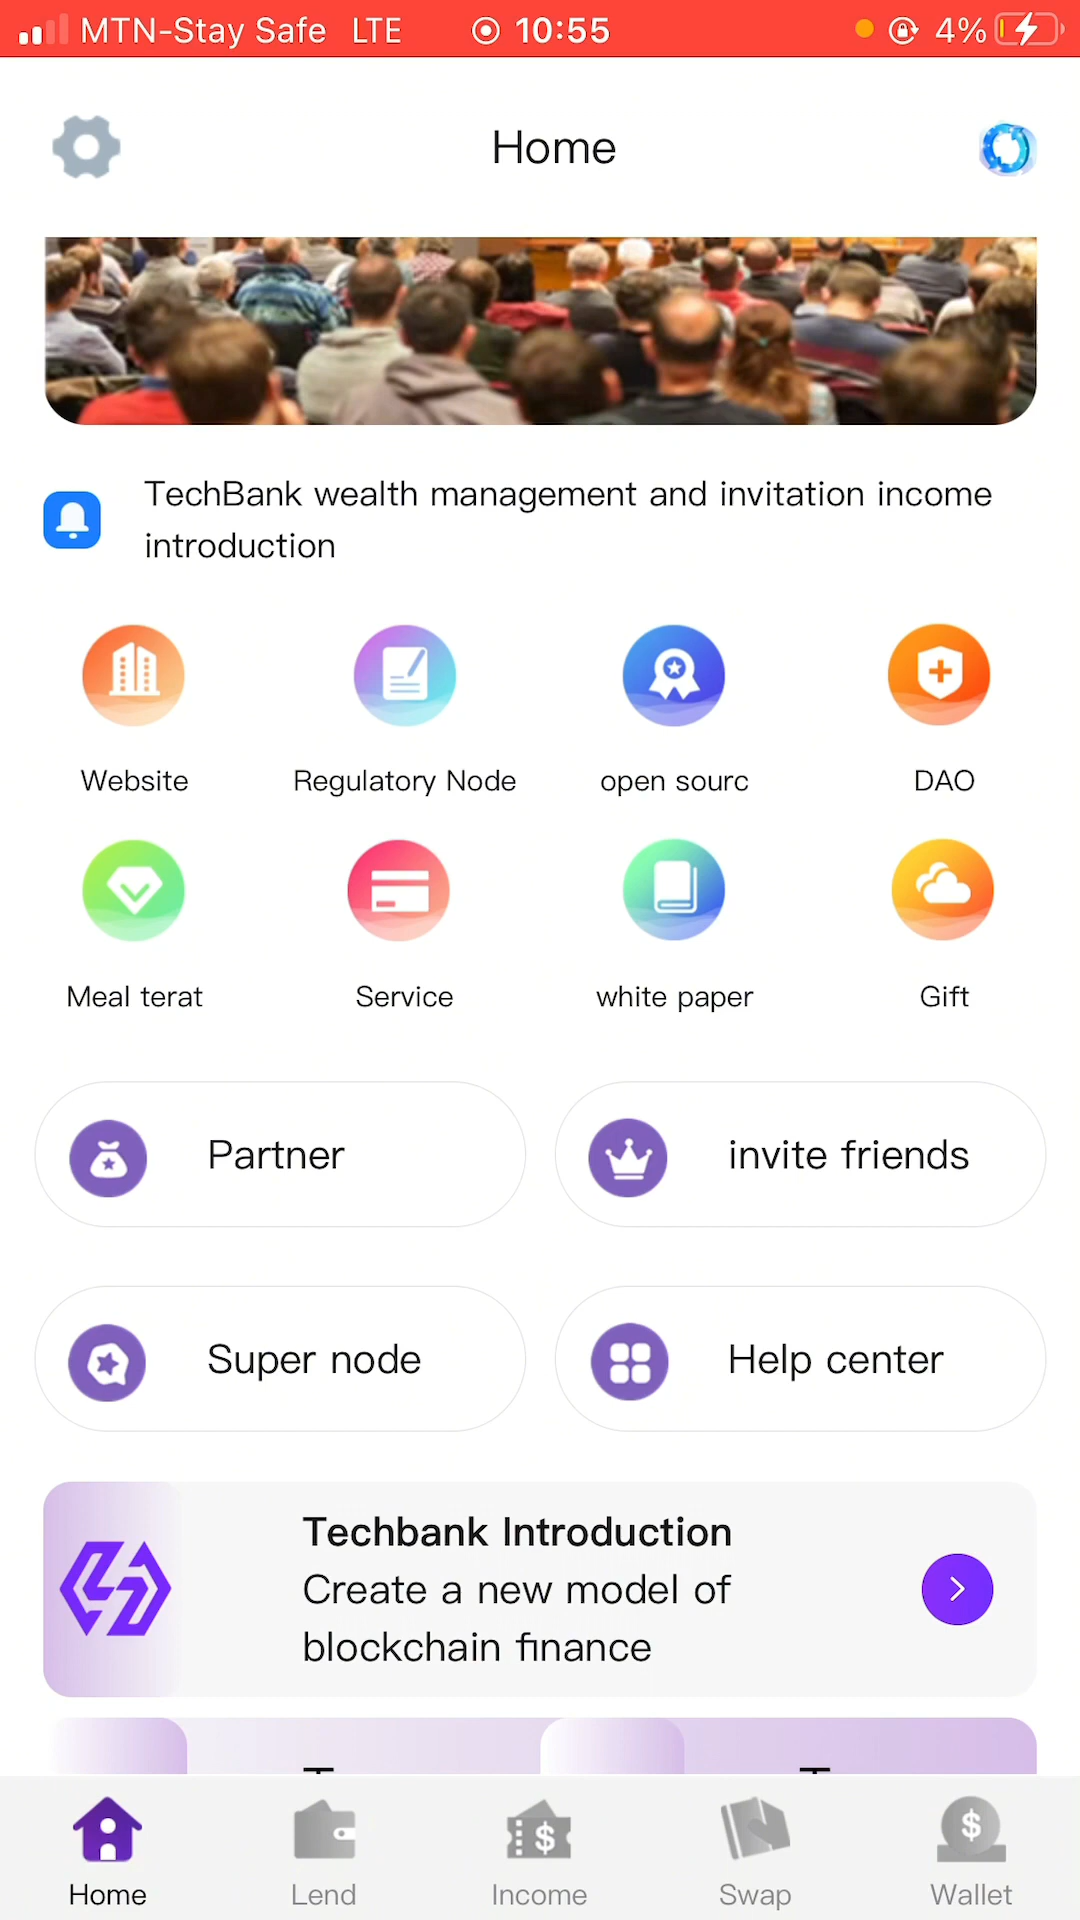 MTN-Stay Safe LTE 10:55 4%
Home
TechBank wealth management and invitation income
introduction
Website Regulatory Node open sourc DAO
Meal terat Service white paper Gift
Partner invite friends
Super node Help center
Techbank Introduction
Create a new model of
blockchain finance
Home Lend Income Swap Wallet